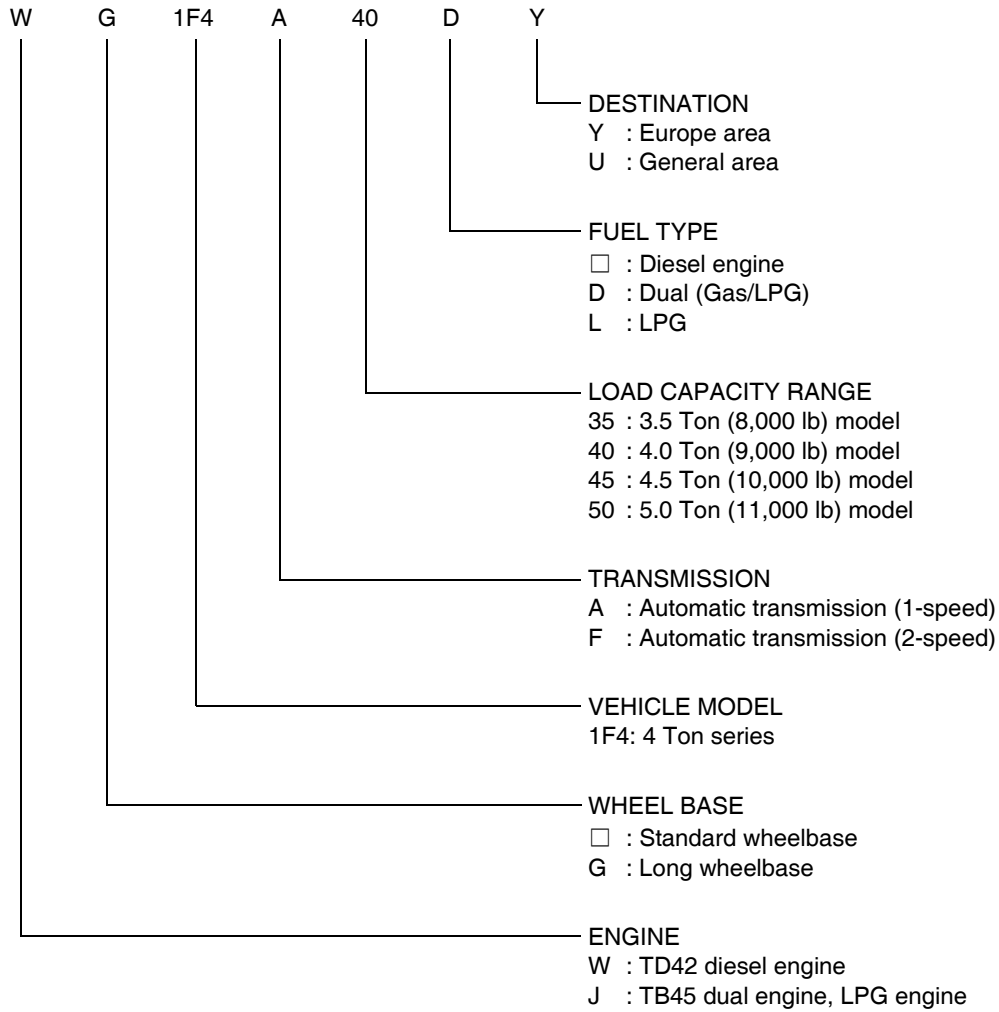 W G 1F4 A 40 D Y
DESTINATION
Y : Europe area
U : General area
FUEL TYPE
□ : Diesel engine
D : Dual (Gas/LPG)
L : LPG
LOAD CAPACITY RANGE
35 : 3.5 Ton (8,000 lb) model
40 : 4.0 Ton (9,000 lb) model
45 : 4.5 Ton (10,000 lb) model
50 : 5.0 Ton (11,000 lb) model
TRANSMISSION
A : Automatic transmission (1-speed)
F : Automatic transmission (2-speed)
VEHICLE MODEL
1F4: 4 Ton series
WHEEL BASE
□ : Standard wheelbase
G : Long wheelbase
ENGINE
W : TD42 diesel engine
J : TB45 dual engine, LPG engine